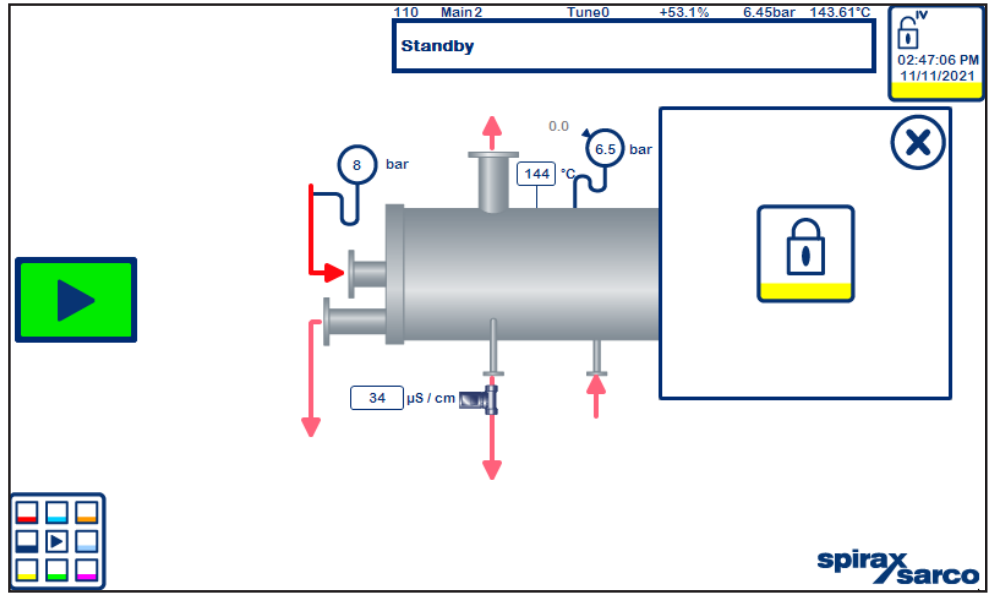 110 Main2 Tune0 +53.1% 6.45bar 143.61°C
Standby
IV
02:47:06 PM
11/11/2021
0.0
8 bar
6.5 bar
144 °C
34 µS / cm
spirax
sarco